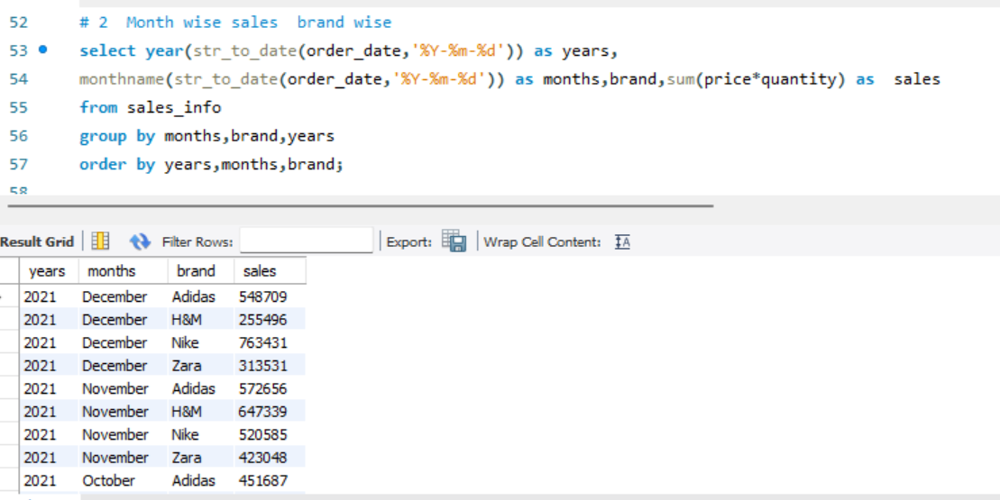 52 # 2 Month wise sales brand wise
53 select year(str_to_date(order_date,'%Y-%m-%d')) as years,
54 monthname(str_to_date(order_date,'%Y-%m-%d')) as months,brand,sum(price*quantity) as sales
55 from sales_info
56 group by months,brand,years
57 order by years,months,brand;
58
Result Grid Filter Rows: Export: Wrap Cell Content:
years months brand sales
2021 December Adidas 548709
2021 December H&M 255496
2021 December Nike 763431
2021 December Zara 313531
2021 November Adidas 572656
2021 November H&M 647339
2021 November Nike 520585
2021 November Zara 423048
2021 October Adidas 451687